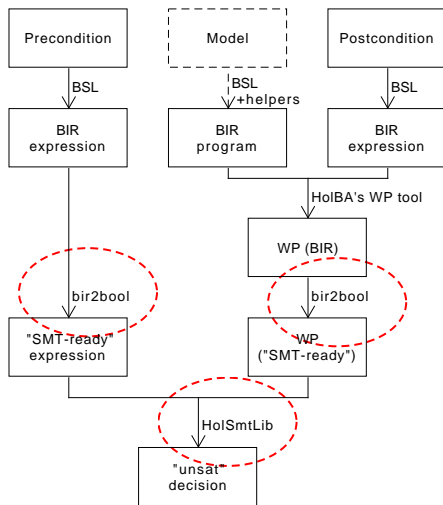 Precondition
Model
Postcondition
BSL
BSL
+helpers
BSL
BIR
expression
BIR
program
BIR
expression
HolBA's WP tool
WP (BIR)
bir2bool
bir2bool
"SMT-ready"
expression
WP
("SMT-ready")
HolSmtLib
"unsat"
decision